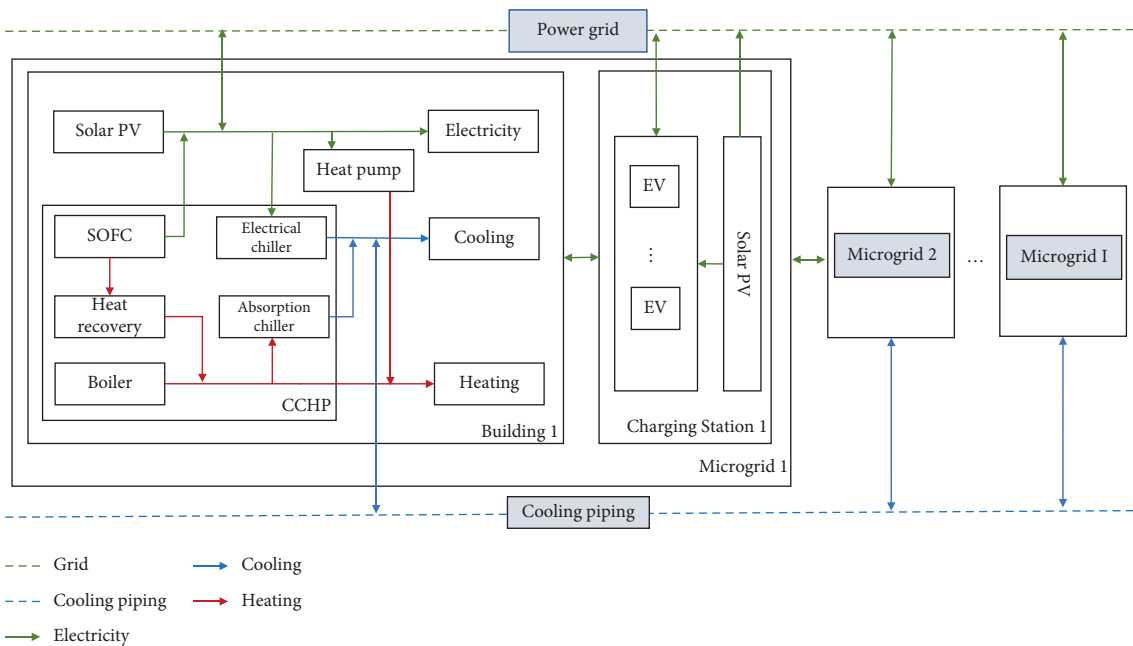 Power grid
Solar PV
Electricity
Heat pump
SOFC
Electrical
chiller
Cooling
Heat
recovery
Absorption
chiller
Boiler
Heating
CCHP
Building 1
EV
⋮
EV
Solar PV
Charging Station 1
Microgrid 1
Microgrid 2
...
Microgrid I
Cooling piping
Grid
Cooling
Cooling piping
Heating
Electricity